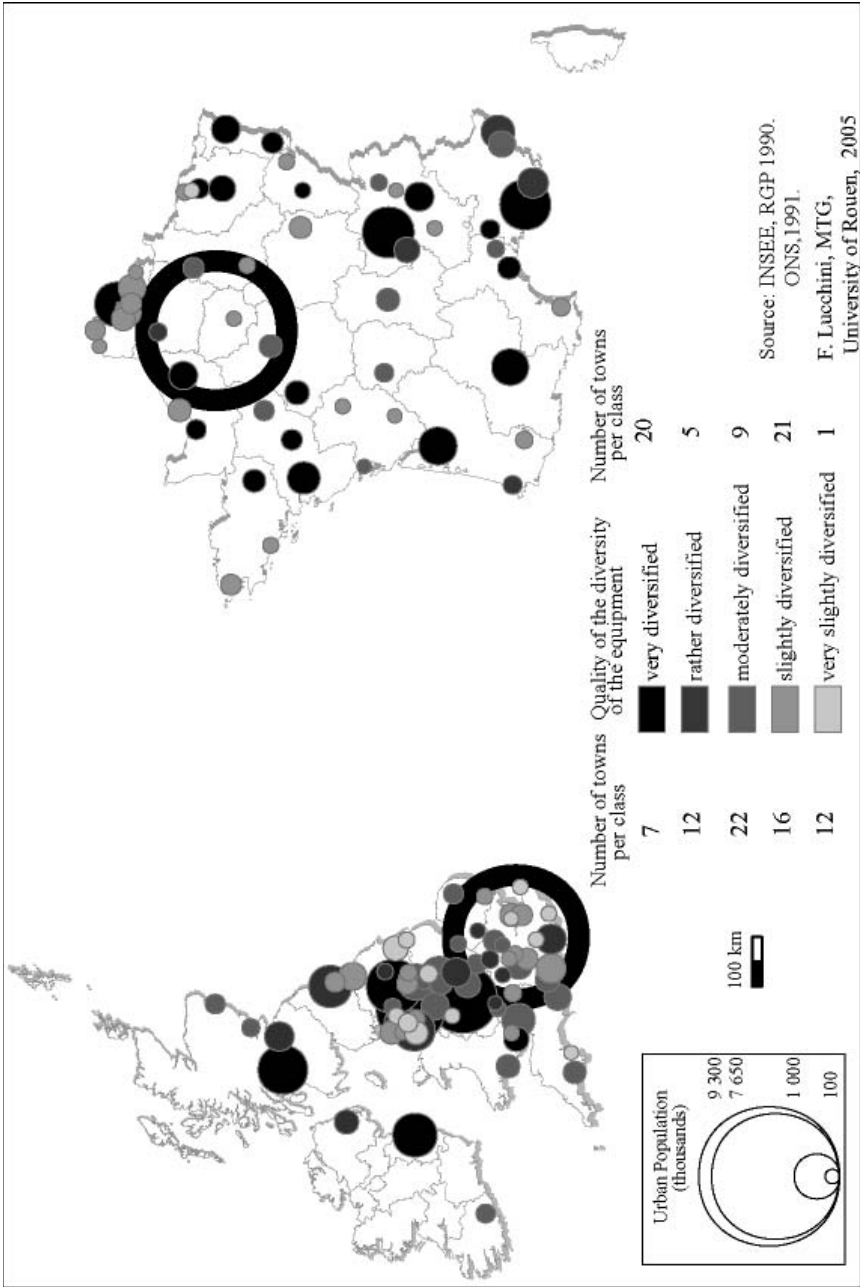 Number of towns
per class
7
12
22
16
12
Quality of the diversity
of the equipment
very diversified
rather diversified
moderately diversified
slightly diversified
very slightly diversified
Number of towns
per class
20
5
9
21
1
Urban Population
(thousands)
9 300
7 650
1 000
100
100 km
Source: INSEE, RGP 1990.
ONS,1991.
F. Lucchini, MTG,
University of Rouen, 2005